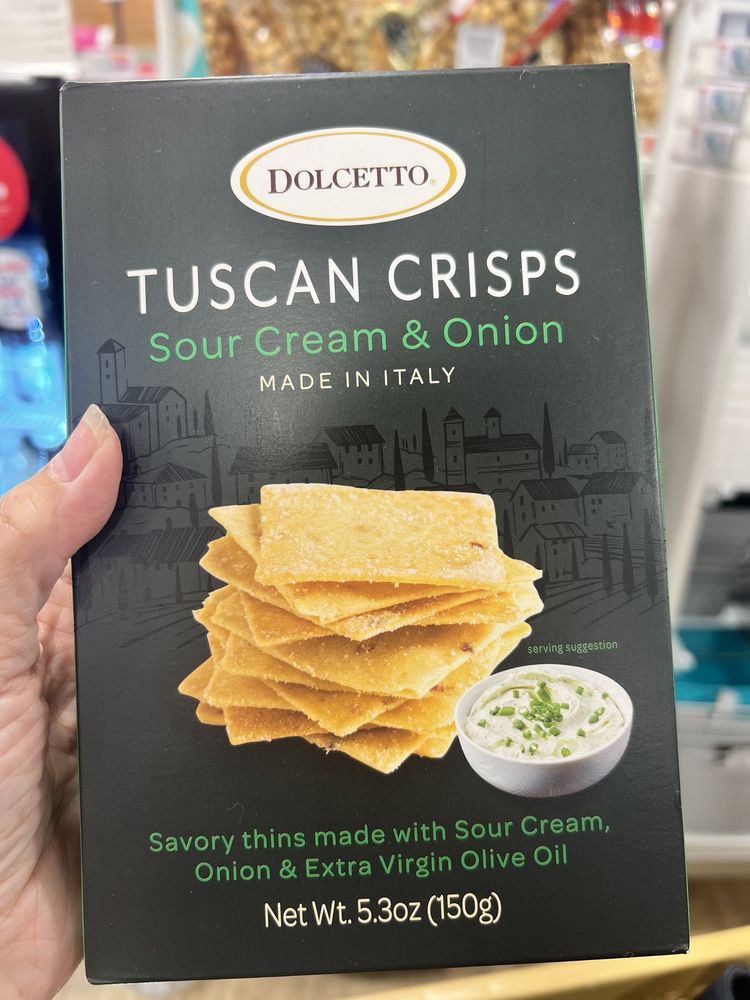 DOLCETTO®
TUSCAN CRISPS
Sour Cream & Onion
MADE IN ITALY
serving suggestion
Savory thins made with Sour Cream,
Onion & Extra Virgin Olive Oil
Net Wt. 5.3oz (150g)